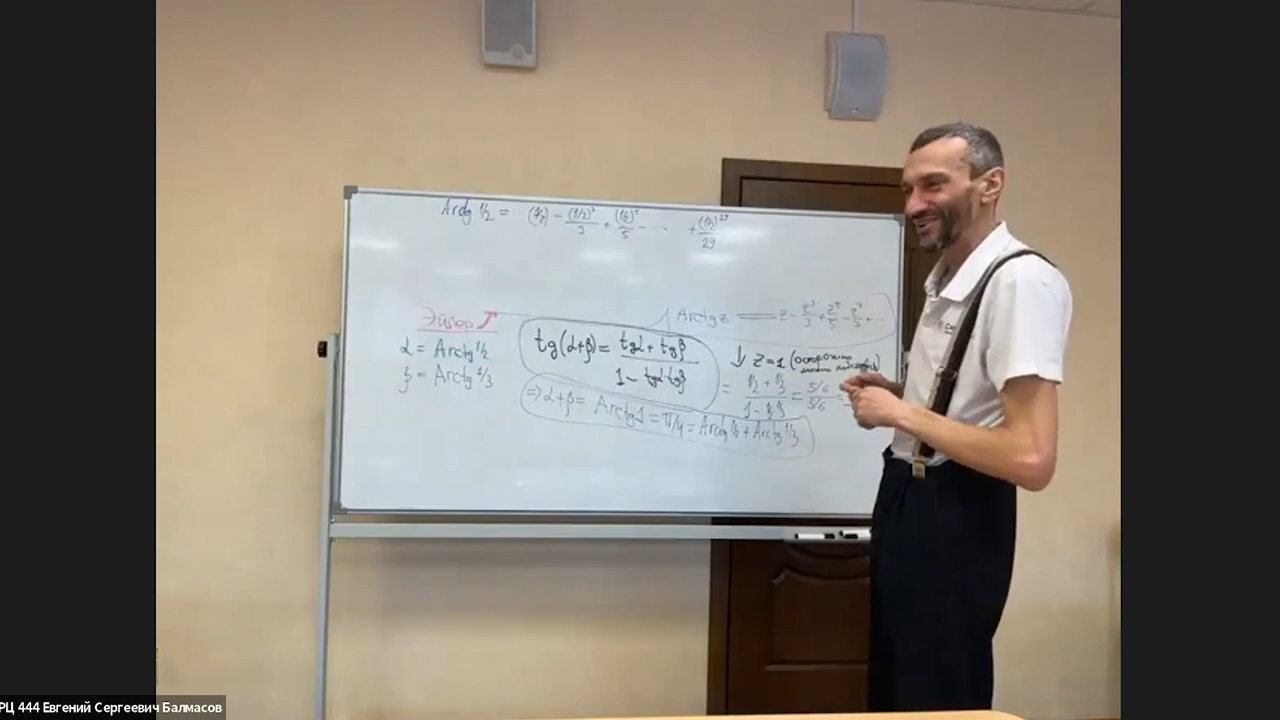 Arctg 1/2 = (1/2) - (1/2)³/3 + (1/2)⁵/5 - ... + (1/2)²⁹/29
Эйлер
Arctg z = z - z³/3 + z⁵/5 - z⁷/7 + ...
α = Arctg 1/2
β = Arctg 1/3
tg(α+β) = (tgα + tgβ)/(1 - tgα·tgβ)
↓ z=1 (осторожно
= (1/2 + 1/3)/(1 - 1/2·1/3) = (5/6)/(5/6) =
⇒ α+β = Arctg 1 = π/4 = Arctg 1/2 + Arctg 1/3
РЦ 444 Евгений Сергеевич Балмасов